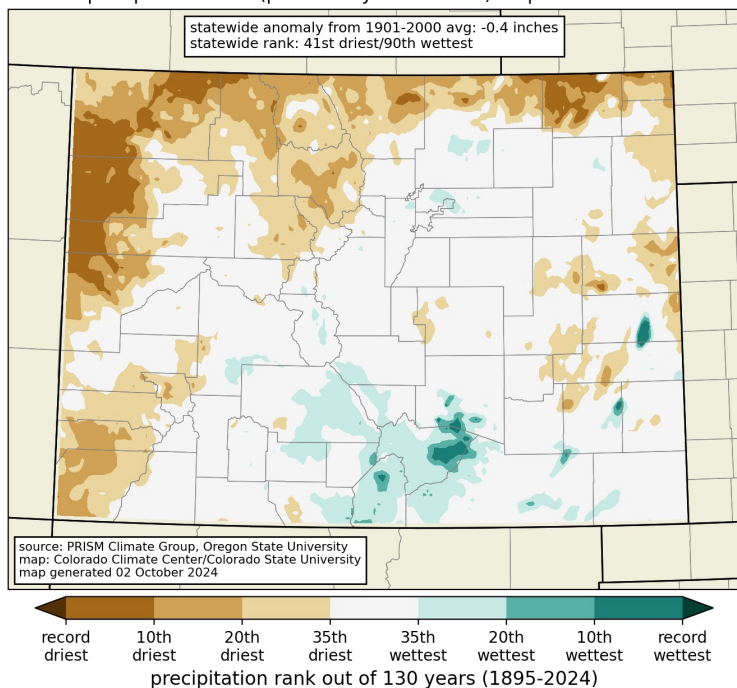 statewide anomaly from 1901-2000 avg: -0.4 inches
statewide rank: 41st driest/90th wettest
source: PRISM Climate Group, Oregon State University
map: Colorado Climate Center/Colorado State University
map generated 02 October 2024
record driest
10th driest
20th driest
35th driest
35th wettest
20th wettest
10th wettest
record wettest
precipitation rank out of 130 years (1895-2024)